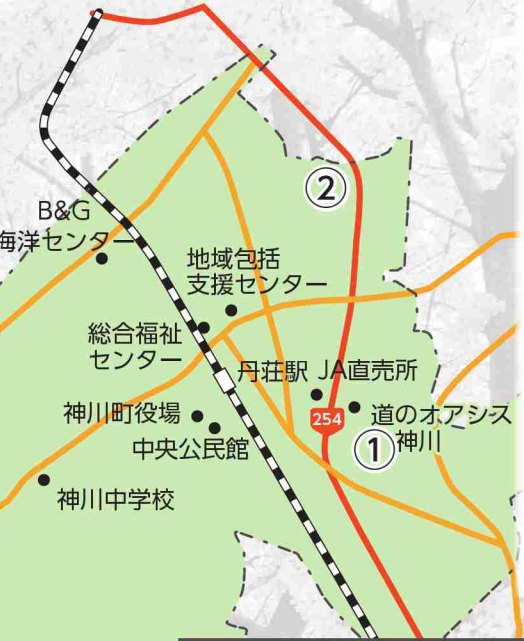 ②
B&G
海洋センター
地域包括
支援センター
総合福祉
センター
丹荘駅
JA直売所
254
道のオアシス
神川
①
神川町役場
中央公民館
神川中学校